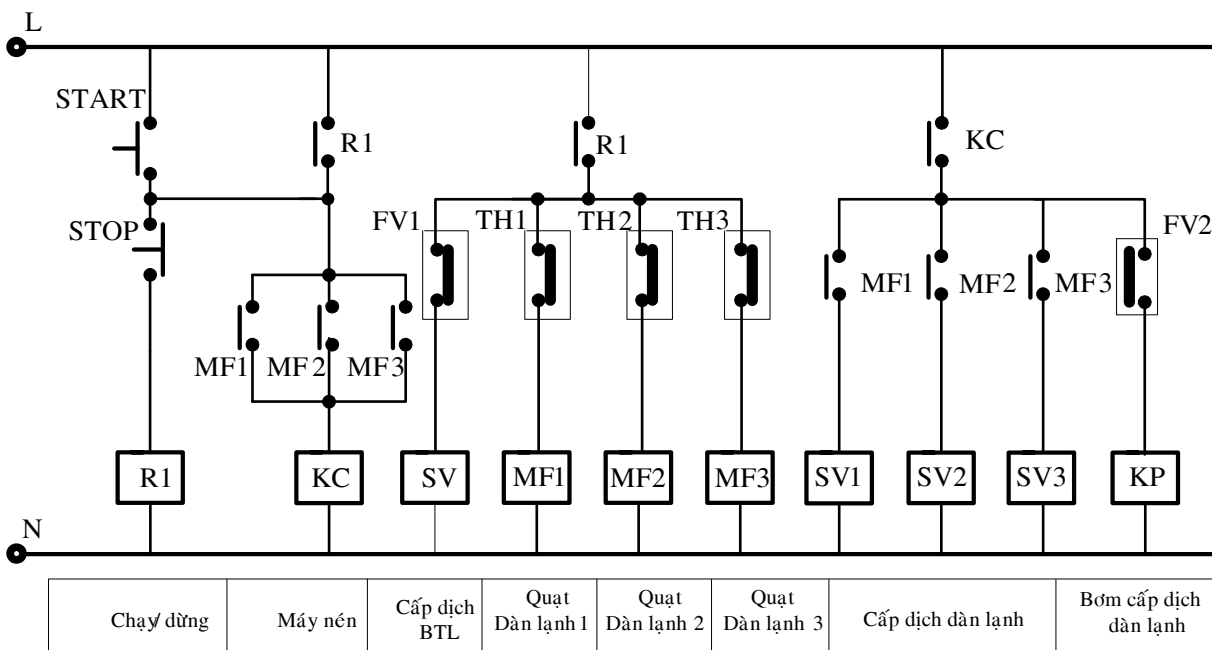 L
START
R1
R1
KC
STOP
FV1
TH1
TH2
TH3
FV2
MF1
MF2
MF3
MF1
MF2
MF3
R1
KC
SV
MF1
MF2
MF3
SV1
SV2
SV3
KP
N
Chạy/ dừng
Máy nén
Cấp dịch
BTL
Quạt
Dàn lạnh 1
Quạt
Dàn lạnh 2
Quạt
Dàn lạnh 3
Cấp dịch dàn lạnh
Bơm cấp dịch
dàn lạnh